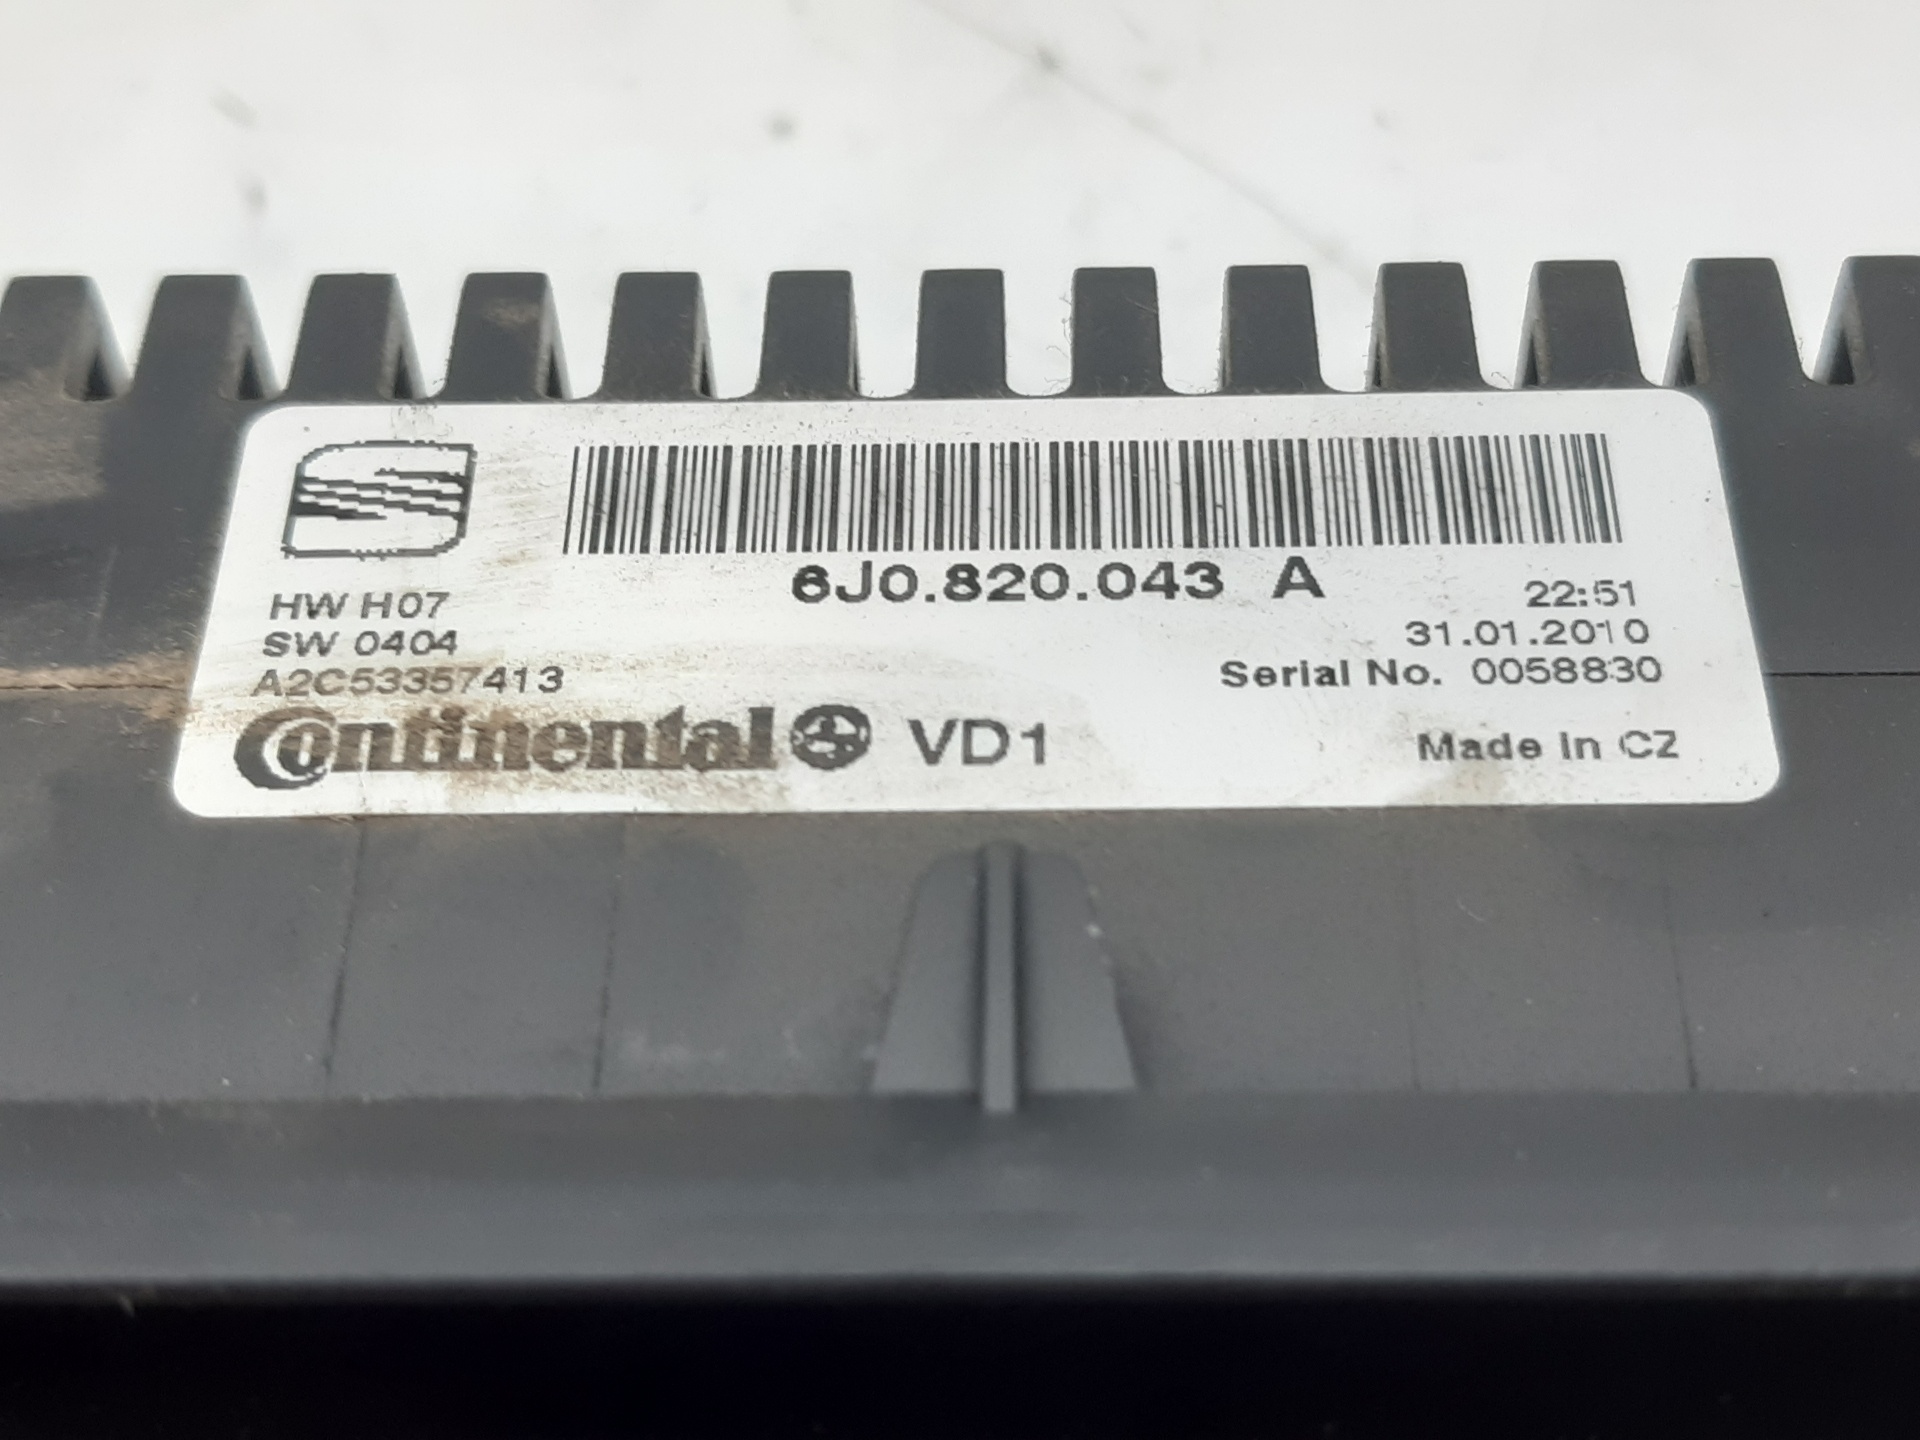 6J0.820.043 A
HW H07
22:51
SW 0404
31.01.2010
A2C53357413
Serial No. 0058830
Continental VD1
Made in CZ